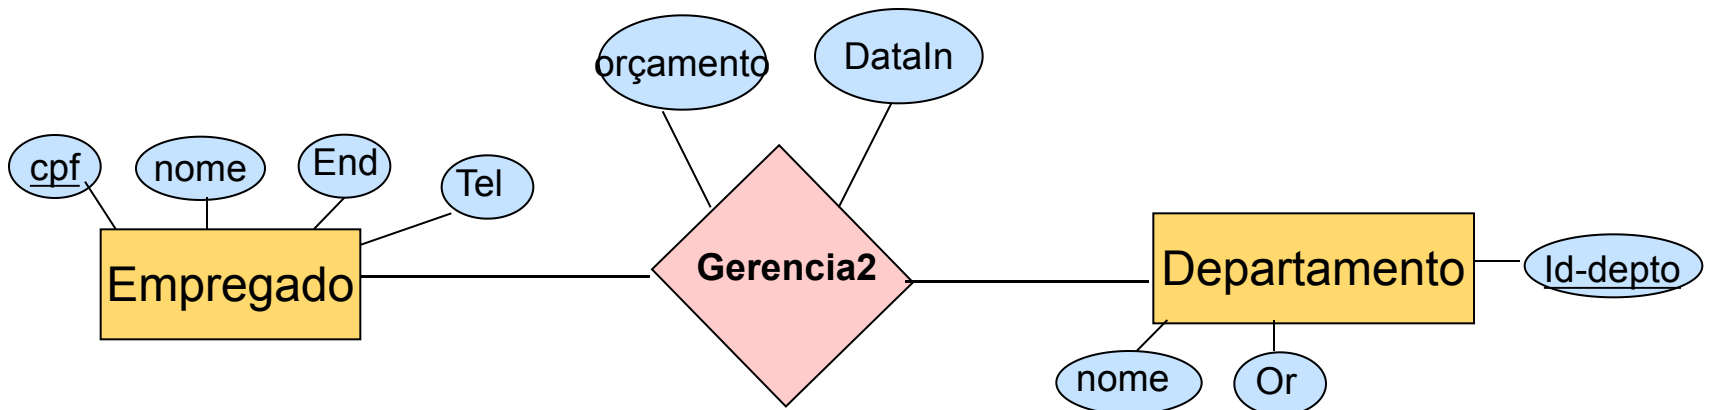 orçamento
DataIn
cpf
nome
End
Tel
Empregado
Gerencia2
Departamento
Id-depto
nome
Or